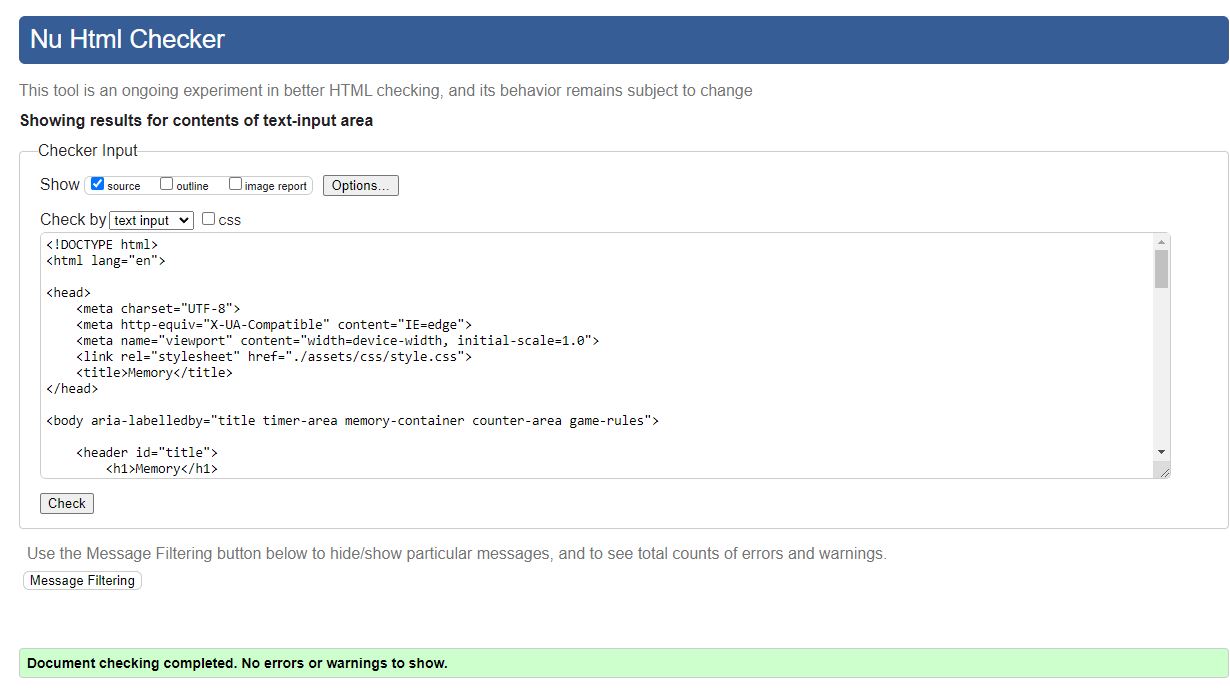 Nu Html Checker
This tool is an ongoing experiment in better HTML checking, and its behavior remains subject to change
Showing results for contents of text-input area
Checker Input
Show source outline image report Options...
Check by text input css
<!DOCTYPE html>
<html lang="en">
<head>
<meta charset="UTF-8">
<meta http-equiv="X-UA-Compatible" content="IE=edge">
<meta name="viewport" content="width=device-width, initial-scale=1.0">
<link rel="stylesheet" href="./assets/css/style.css">
<title>Memory</title>
</head>
<body aria-labelledby="title timer-area memory-container counter-area game-rules">
<header id="title">
<h1>Memory</h1>
Check
Use the Message Filtering button below to hide/show particular messages, and to see total counts of errors and warnings.
Message Filtering
Document checking completed. No errors or warnings to show.